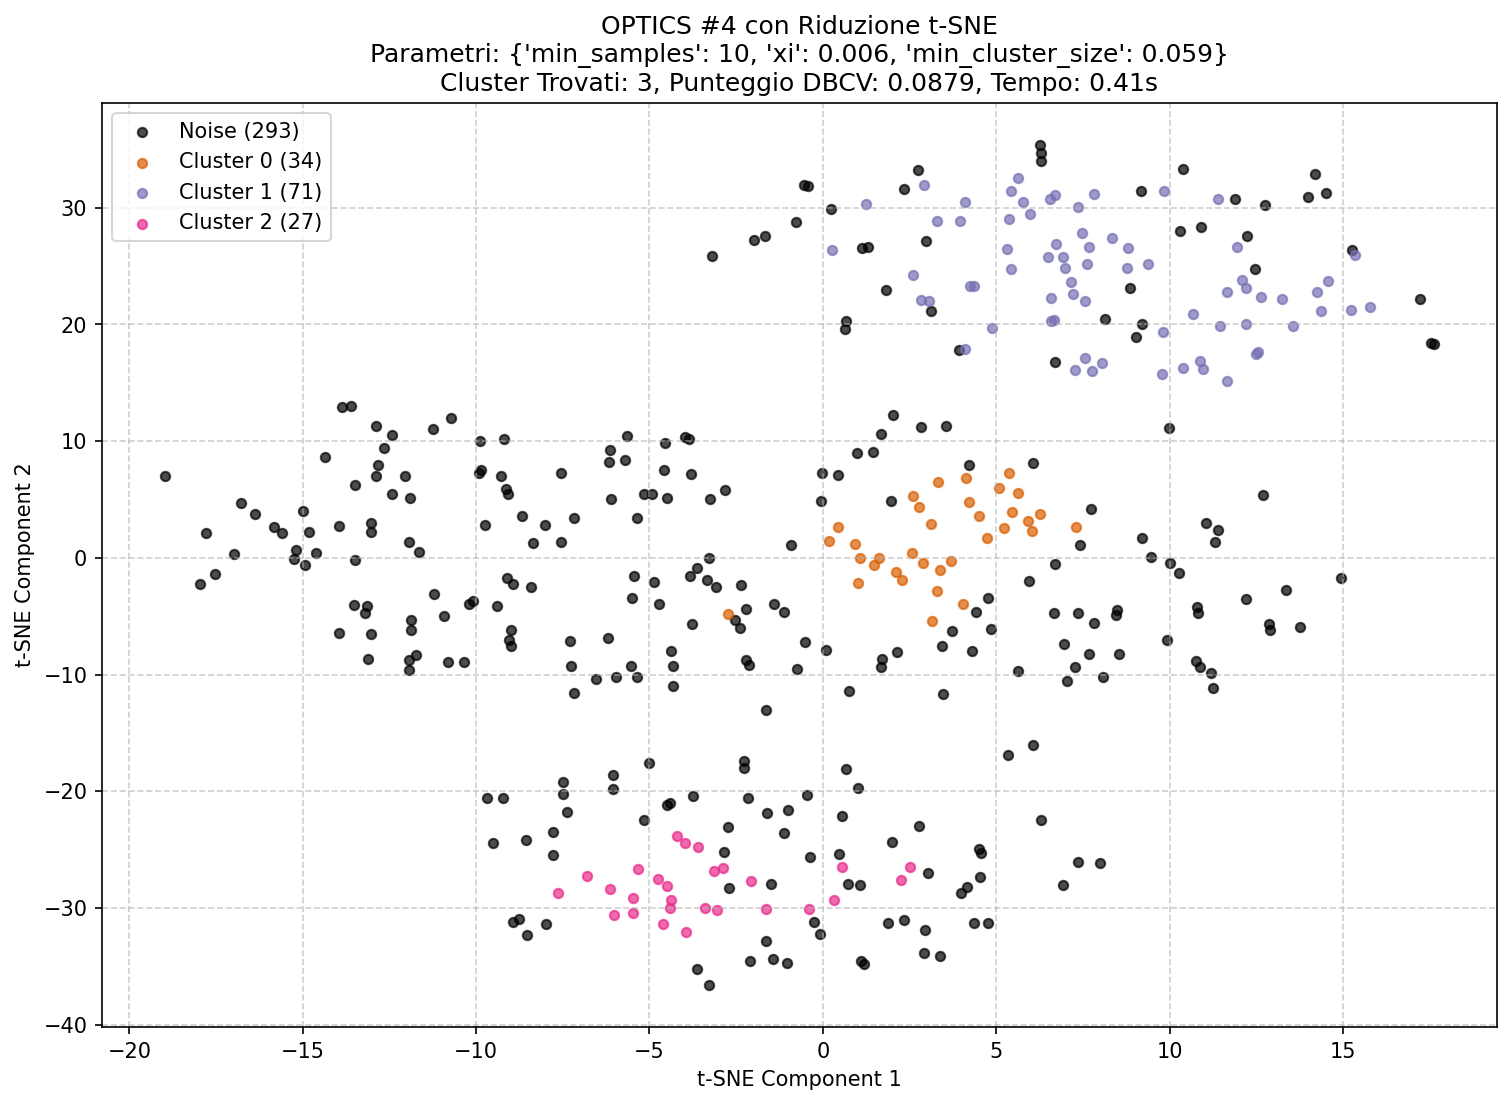 OPTICS #4 con Riduzione t-SNE
Parametri: {'min_samples': 10, 'xi': 0.006, 'min_cluster_size': 0.059}
Cluster Trovati: 3, Punteggio DBCV: 0.0879, Tempo: 0.41s
Noise (293)
Cluster 0 (34)
Cluster 1 (71)
Cluster 2 (27)
t-SNE Component 2
30
20
10
0
−10
−20
−30
−40
−20
−15
−10
−5
0
5
10
15
t-SNE Component 1